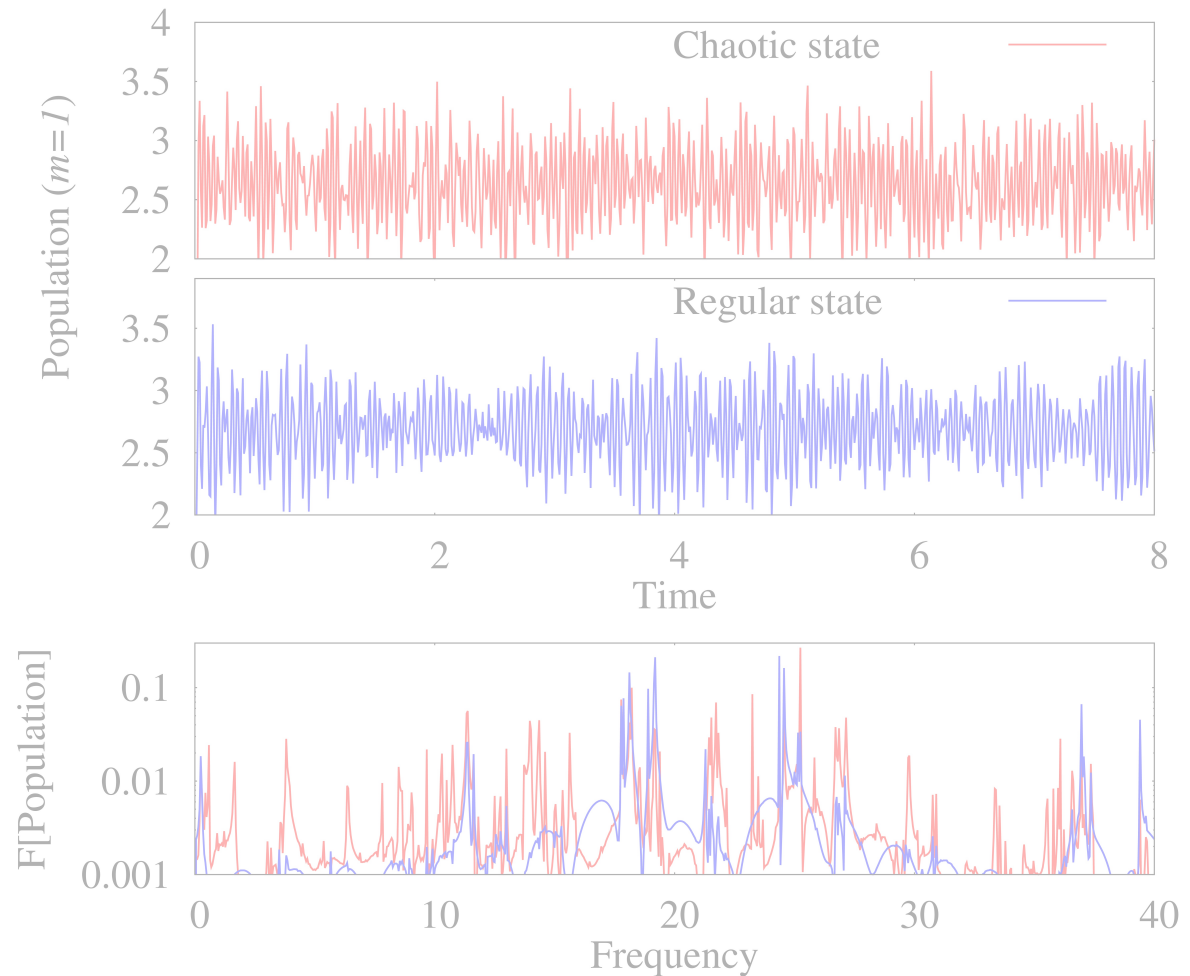 4
Chaotic state
3.5
3
2.5
2
Population (m=1)
Regular state
3.5
3
2.5
2
0 2 4 6 8
Time
F[Population]
0.1
0.01
0.001
0 10 20 30 40
Frequency